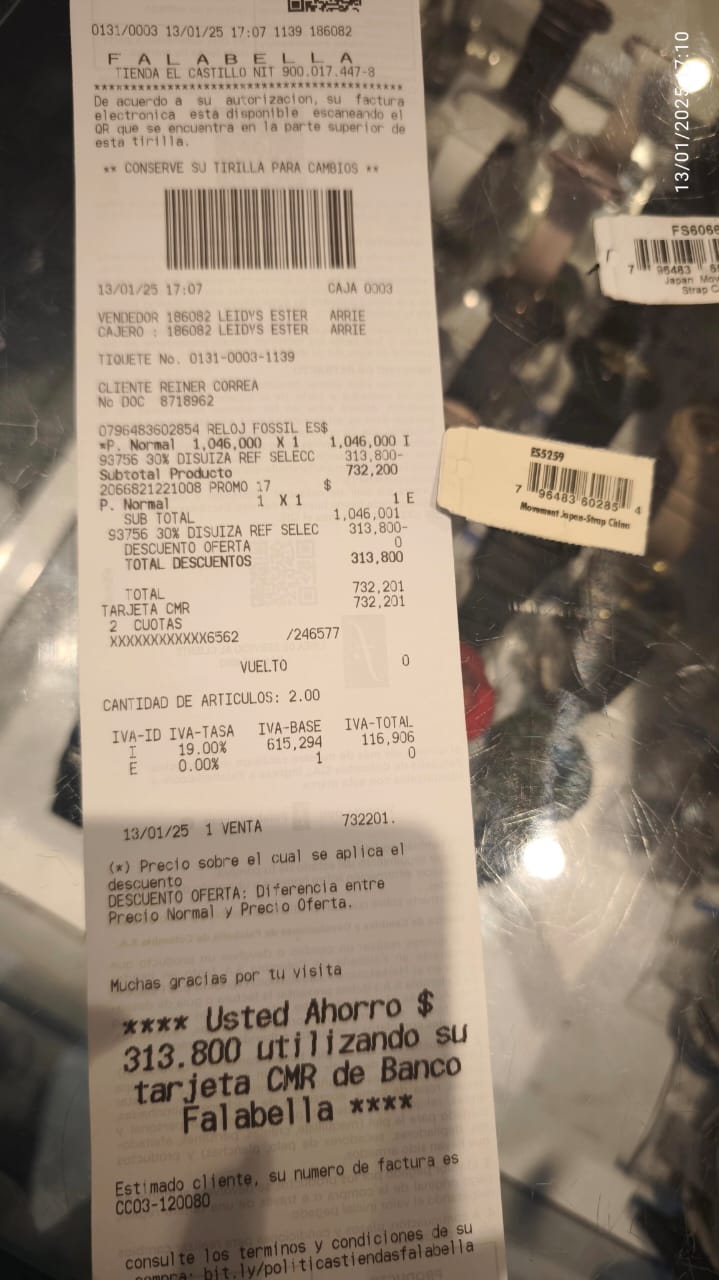 0131/0003 13/01/25 17:07 1139 186082
F A L A B E L L A
TIENDA EL CASTILLO NIT 900.017.447-8
****************************************
De acuerdo a su autorizacion, su factura
electronica está disponible escaneando el
QR que se encuentra en la parte superior de
esta tirilla.
** CONSERVE SU TIRILLA PARA CAMBIOS **
13/01/25 17:07 CAJA 0003
VENDEDOR 186082 LEIDYS ESTER ARRIE
CAJERO : 186082 LEIDYS ESTER ARRIE
TIQUETE No. 0131-0003-1139
CLIENTE REINER CORREA
No DOC 8718962
0796483602854 RELOJ FOSSIL ES$
*P. Normal 1,046,000 X 1 1,046,000 I
93756 30% DISUIZA REF SELECC 313,800-
Subtotal Producto 732,200
2066821221008 PROMO 17 $
P. Normal 1 X 1 1 E
SUB TOTAL 1,046,001
93756 30% DISUIZA REF SELEC 313,800-
DESCUENTO OFERTA 0
TOTAL DESCUENTOS 313,800
TOTAL 732,201
TARJETA CMR 732,201
2 CUOTAS
XXXXXXXXXXXX6562 /246577
VUELTO 0
CANTIDAD DE ARTICULOS: 2.00
IVA-ID IVA-TASA IVA-BASE IVA-TOTAL
I 19.00% 615,294 116,906
E 0.00% 1 0
13/01/25 1 VENTA 732201.
(*) Precio sobre el cual se aplica el
descuento
DESCUENTO OFERTA: Diferencia entre
Precio Normal y Precio Oferta.
Muchas gracias por tu visita
**** Usted Ahorro $
313.800 utilizando su
tarjeta CMR de Banco
Falabella ****
Estimado cliente, su numero de factura es
CC03-120080
consulte los terminos y condiciones de su
compra: bit.ly/politicastiendasfalabella
ES5259
7 96483 60285 4
Movement Japan-Strap China
FS606
7 96483
Japan Mov
Strap C
13/01/2025 17:10